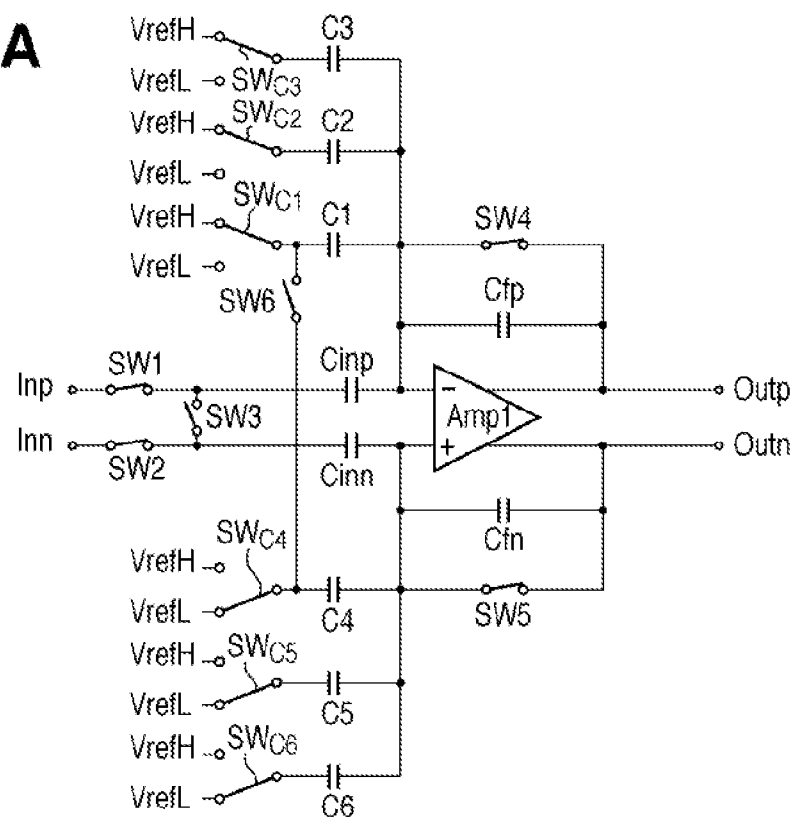 A
VrefH
C3
VrefL
SWC3
VrefH
SWC2
C2
VrefL
VrefH
SWC1
C1
SW4
VrefL
SW6
Cfp
SW1
Cinp
Inp
−
Outp
SW3
Amp1
Inn
+
Outn
SW2
Cinn
SWC4
VrefH
Cfn
VrefL
C4
SW5
VrefH
SWC5
VrefL
C5
VrefH
SWC6
VrefL
C6